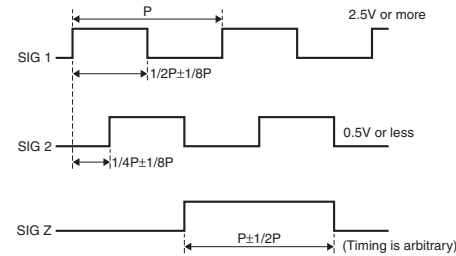 P
2.5V or more
SIG 1
1/2P±1/8P
SIG 2
0.5V or less
1/4P±1/8P
SIG Z
P±1/2P
(Timing is arbitrary)